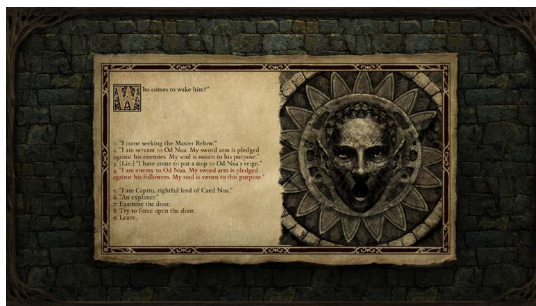 Who comes to wake him?"
1. "I come seeking the Master Below."
2. "I am servant to Od Nua. My sword arm is pledged
against his enemies. My soul is sworn to his purpose."
3. [Lie:] "I have come to put a stop to Od Nua's reign."
4. "I am enemy to Od Nua. My sword arm is pledged
against his followers. My soul is sworn to this purpose."
5. "I am Capito, rightful lord of Caed Nua."
6. "An explorer."
7. Examine the door.
8. Try to force open the door.
9. Leave.